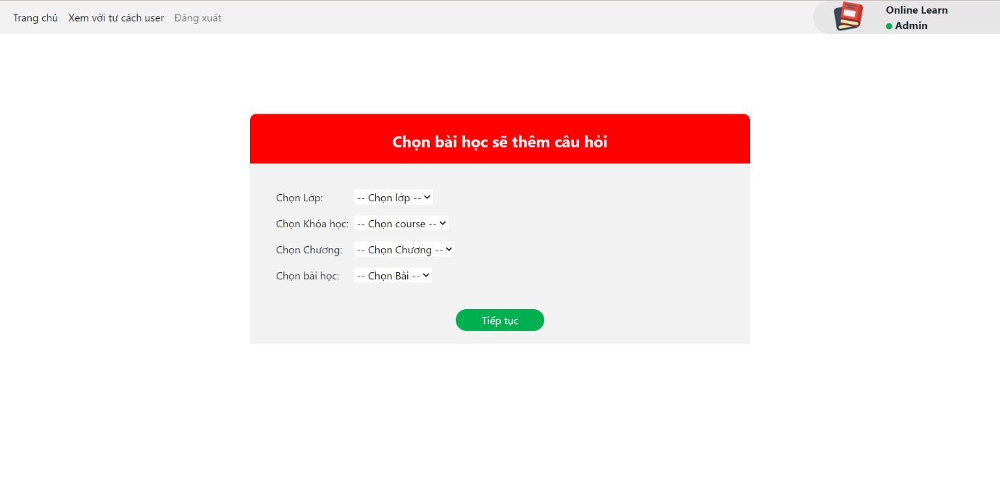 Trang chủ Xem với tư cách user Đăng xuất
Online Learn
Admin
Chọn bài học sẽ thêm câu hỏi
Chọn Lớp: -- Chọn lớp --
Chọn Khóa học: -- Chọn course --
Chọn Chương: -- Chọn Chương --
Chọn bài học: -- Chọn Bài --
Tiếp tục